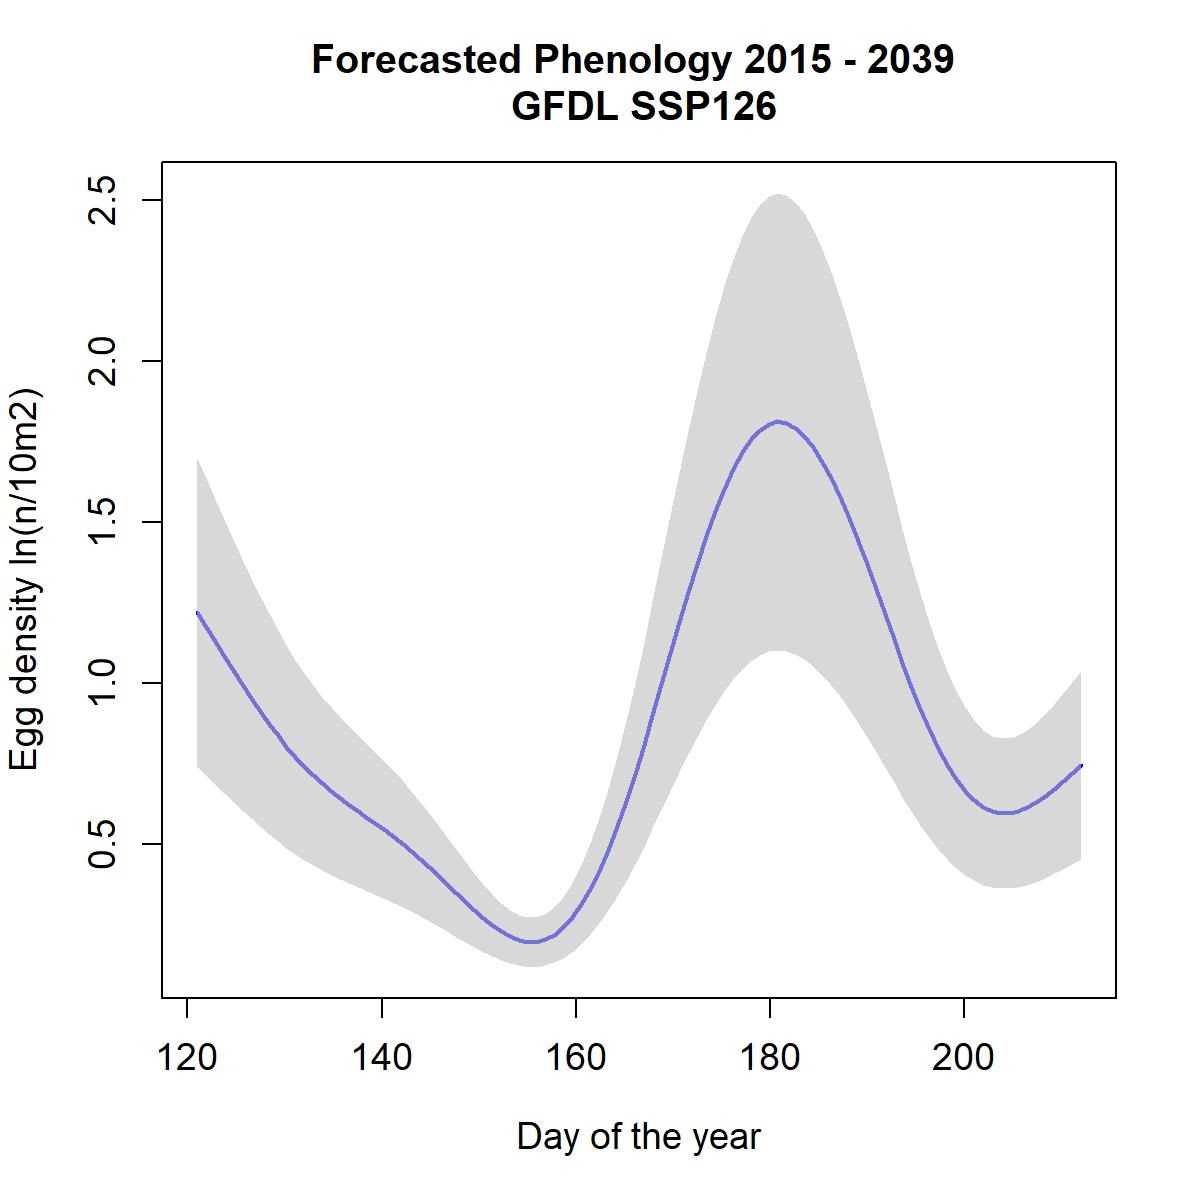 Forecasted Phenology 2015 - 2039
GFDL SSP126
Egg density ln(n/10m2)
2.5
2.0
1.5
1.0
0.5
120 140 160 180 200
Day of the year